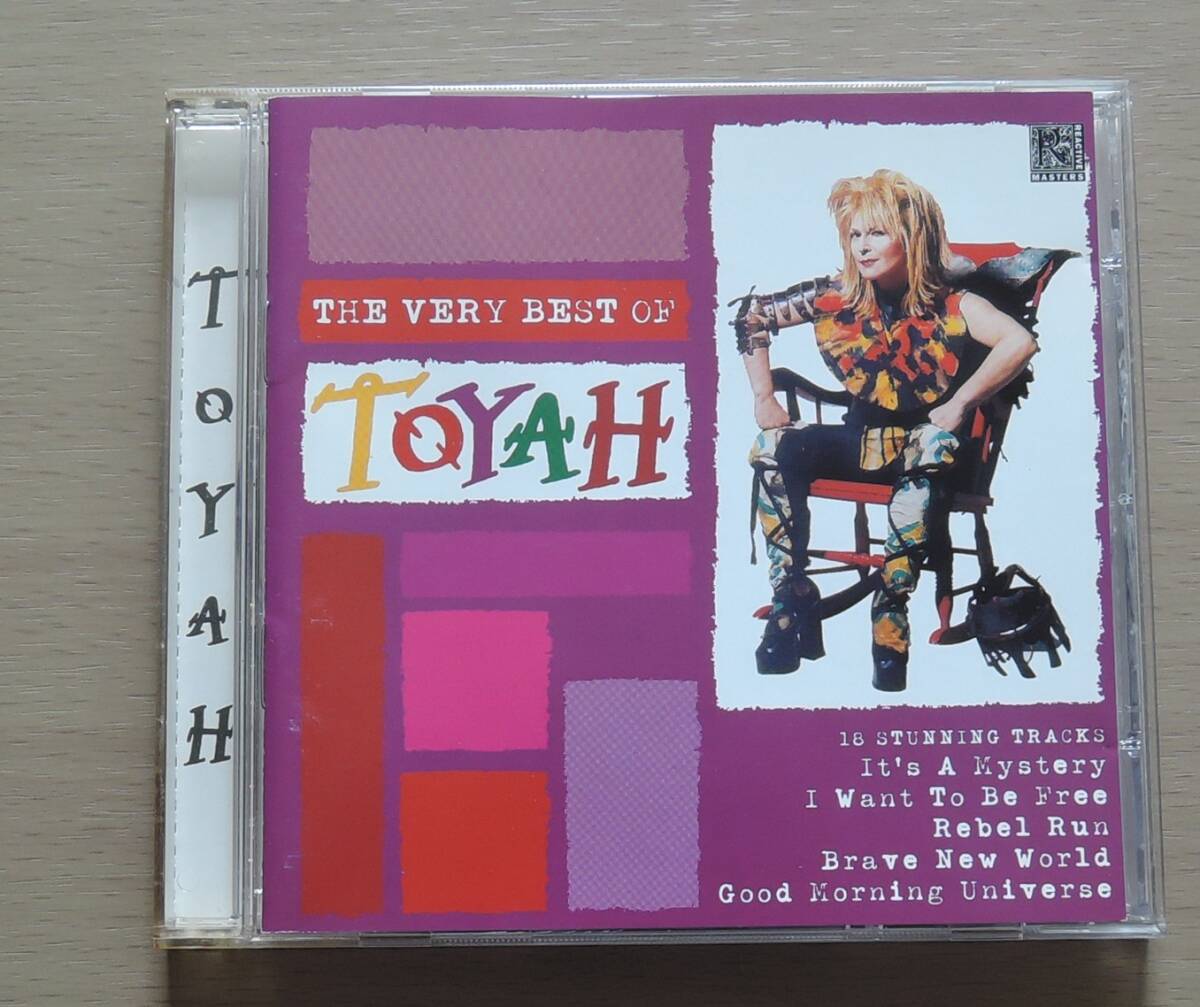 TOYAH
THE VERY BEST OF
TOYAH
R
REACTIVE
MASTERS
18 STUNNING TRACKS
It's A Mystery
I Want To Be Free
Rebel Run
Brave New World
Good Morning Universe